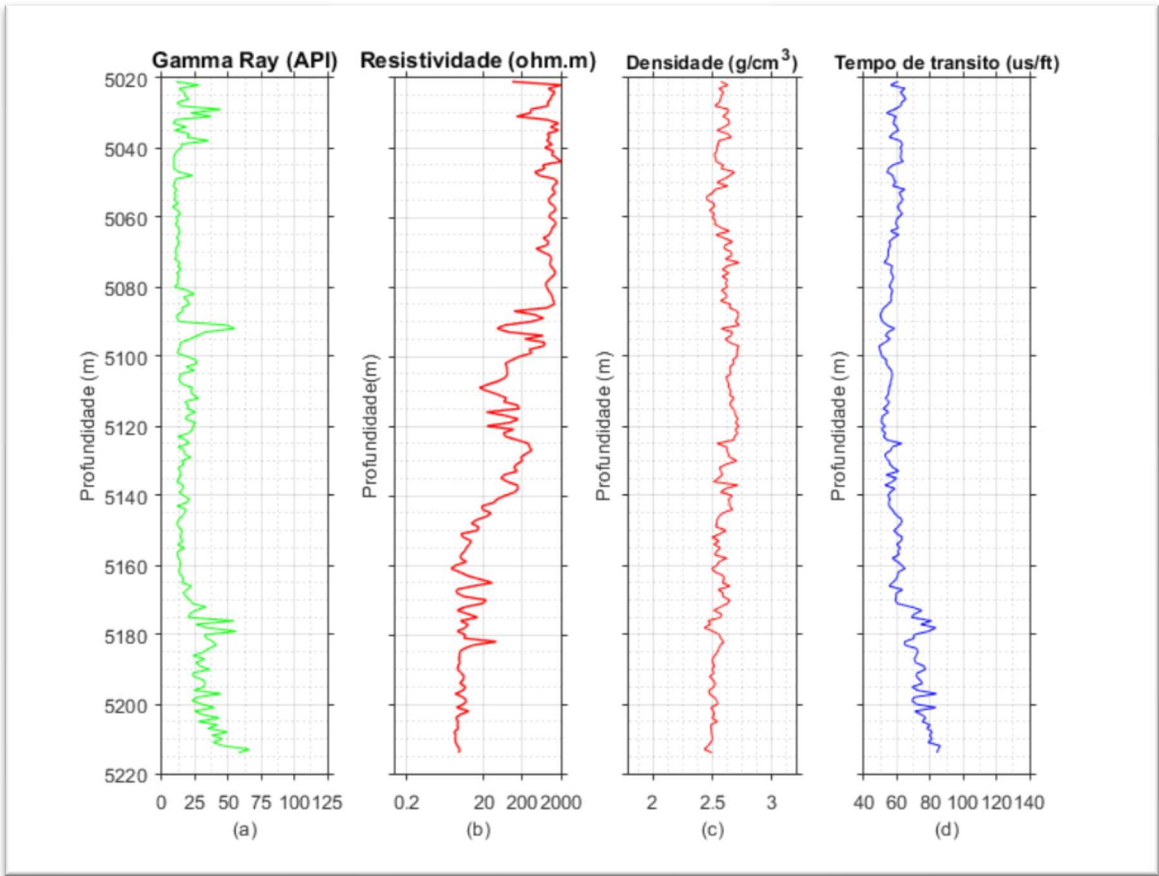 Gamma Ray (API)
Resistividade (ohm.m)
Densidade (g/cm³)
Tempo de transito (us/ft)
5020
5040
5060
5080
5100
5120
5140
5160
5180
5200
5220
Profundidade (m)
Profundidade(m)
Profundidade (m)
Profundidade (m)
0 25 50 75 100 125
0.2 20 200 2000
2 2.5 3
40 60 80 100 120 140
(a)
(b)
(c)
(d)